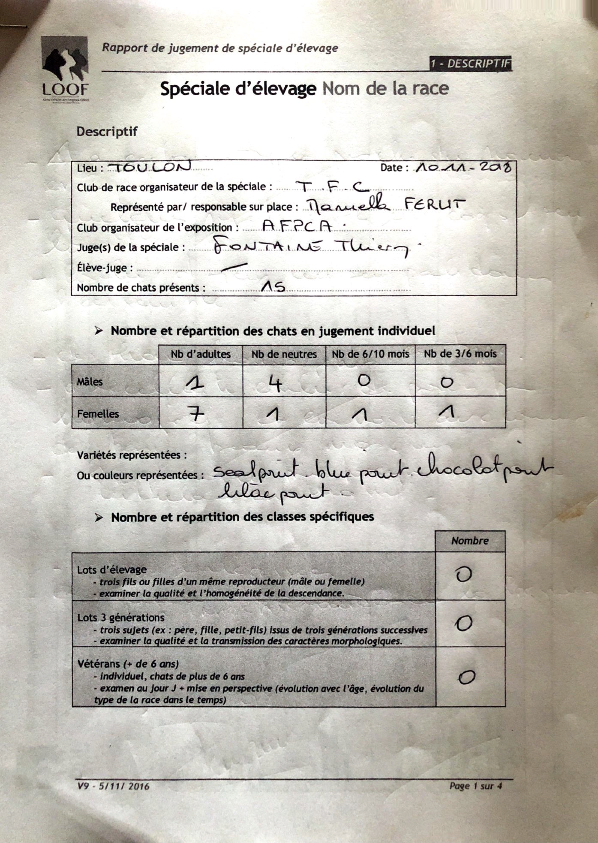 Rapport de jugement de spéciale d'élevage
1 - DESCRIPTIF
LOOF
Spéciale d'élevage Nom de la race
Descriptif
Lieu : TOULON Date : 10.11-2018
Club de race organisateur de la spéciale : T.F.C
Représenté par/ responsable sur place : Manuella FERLIT
Club organisateur de l'exposition : AFPCA.
Juge(s) de la spéciale : FONTAINE Thierry.
Élève-juge : /
Nombre de chats présents : 15
➢ Nombre et répartition des chats en jugement individuel
Nb d'adultes Nb de neutres Nb de 6/10 mois Nb de 3/6 mois
Mâles 1 4 0 0
Femelles 7 1 1 1
Variétés représentées :
Ou couleurs représentées : sealpoint. blue point. chocolat point
lilac point.
➢ Nombre et répartition des classes spécifiques
Nombre
Lots d'élevage
- trois fils ou filles d'un même reproducteur (mâle ou femelle)
- examiner la qualité et l'homogénéité de la descendance.
0
Lots 3 générations
- trois sujets (ex : père, fille, petit-fils) issus de trois générations successives
- examiner la qualité et la transmission des caractères morphologiques.
0
Vétérans (+ de 6 ans)
- individuel, chats de plus de 6 ans
- examen au jour J + mise en perspective (évolution avec l'âge, évolution du
type de la race dans le temps)
0
V9 - 5/11/ 2016 Page 1 sur 4